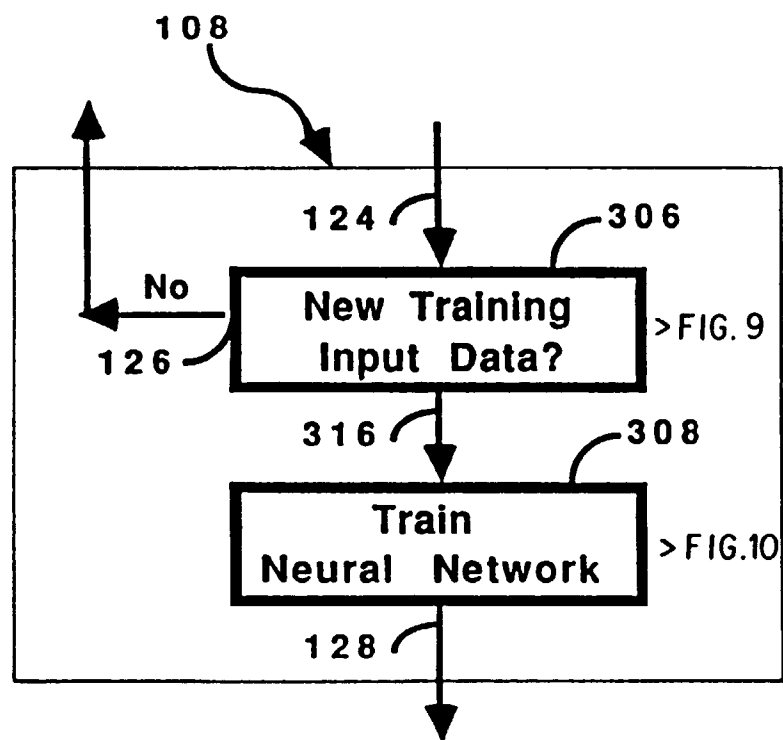 108
124
306
No
New Training
Input Data?
>FIG. 9
126
316
308
Train
Neural Network
>FIG.10
128